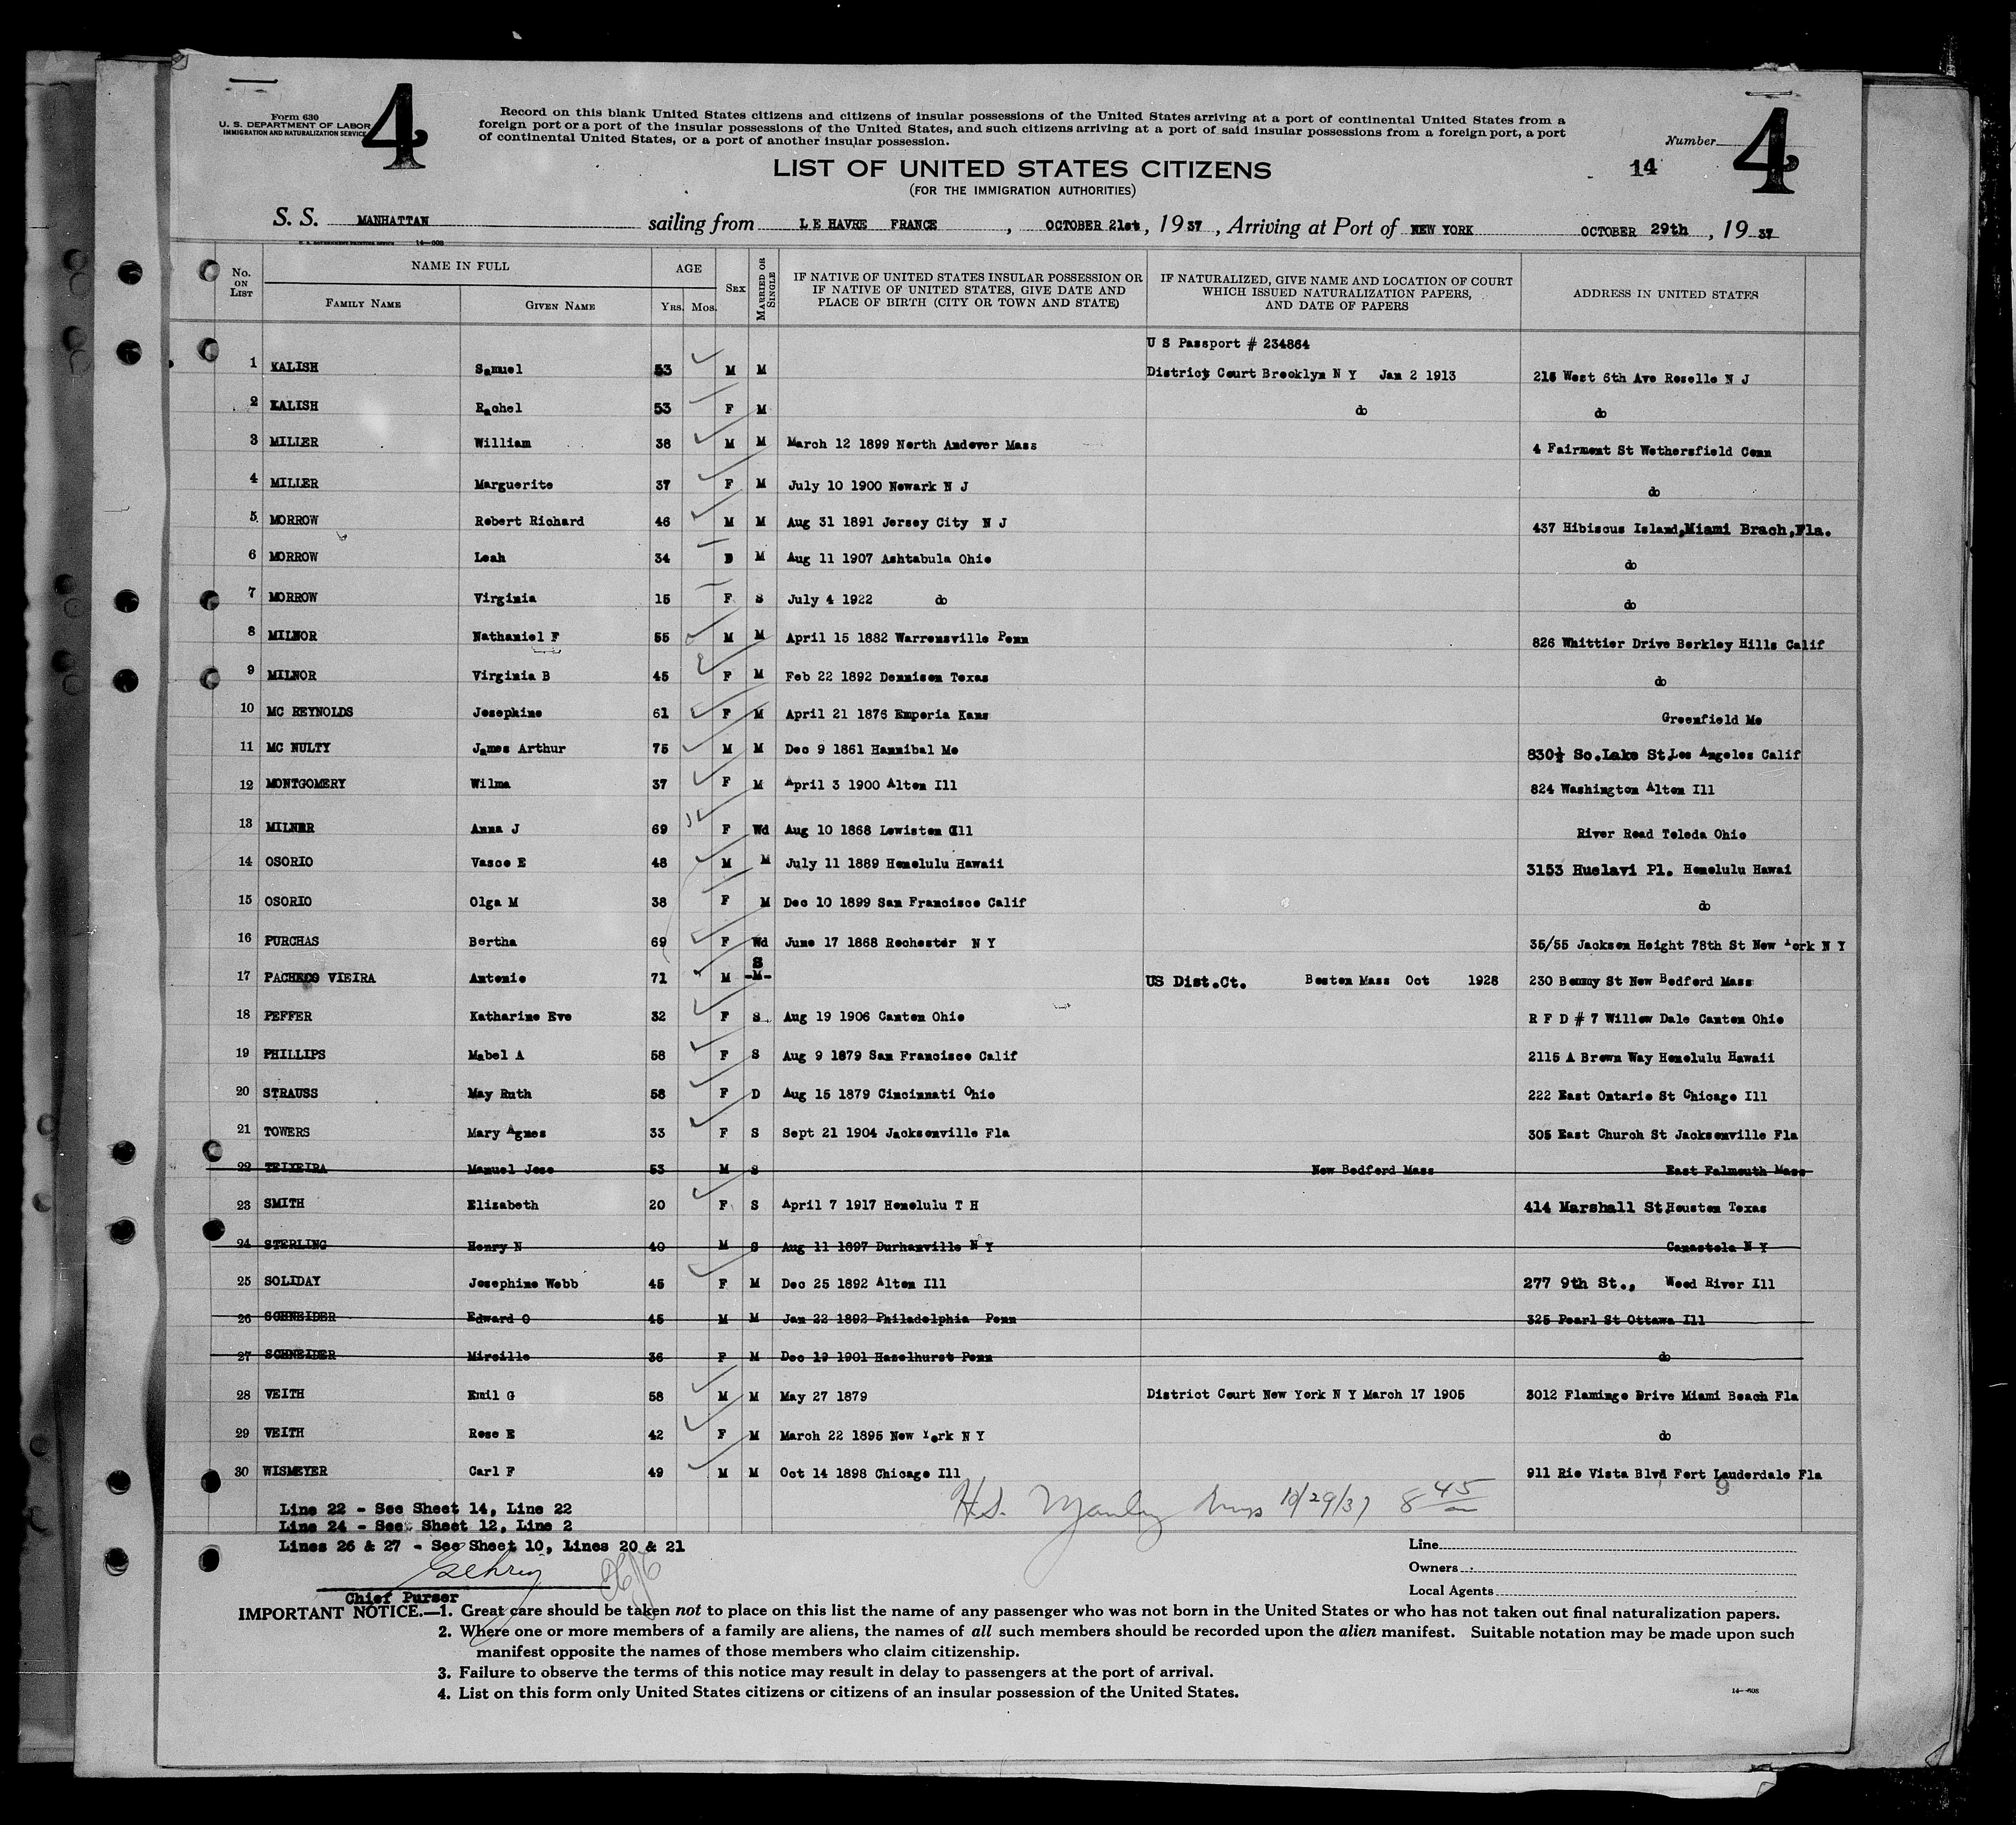 4
Form 630
U. S. DEPARTMENT OF LABOR
IMMIGRATION AND NATURALIZATION SERVICE
Record on this blank United States citizens and citizens of insular possessions of the United States arriving at a port of continental United States from a
foreign port or a port of the insular possessions of the United States, and such citizens arriving at a port of said insular possessions from a foreign port, a port
of continental United States, or a port of another insular possession.
Number
4
14
LIST OF UNITED STATES CITIZENS
(FOR THE IMMIGRATION AUTHORITIES)
S. S. MANHATTAN sailing from LE HAVRE FRANCE, OCTOBER 21st, 1937, Arriving at Port of NEW YORK OCTOBER 29th, 1937
U. S. GOVERNMENT PRINTING OFFICE 14—608
No. ON LIST NAME IN FULL FAMILY NAME GIVEN NAME AGE YRS. MOS. SEX MARRIED OR SINGLE
IF NATIVE OF UNITED STATES INSULAR POSSESSION OR IF NATIVE OF UNITED STATES, GIVE DATE AND PLACE OF BIRTH (CITY OR TOWN AND STATE)
IF NATURALIZED, GIVE NAME AND LOCATION OF COURT WHICH ISSUED NATURALIZATION PAPERS, AND DATE OF PAPERS
ADDRESS IN UNITED STATES
U S Passport # 234864
1 KALISH Samuel 53 M M District Court Brooklyn N Y Jan 2 1913 216 West 6th Ave Roselle N J
2 KALISH Rachel 53 F M do do
3 MILLER William 38 M M March 12 1899 North Andover Mass 4 Fairmont St Wethersfield Conn
4 MILLER Marguerite 37 F M July 10 1900 Newark N J do
5 MORROW Robert Richard 46 M M Aug 31 1891 Jersey City N J 437 Hibiscus Island, Miami Brach, Fla.
6 MORROW Leah 34 M Aug 11 1907 Ashtabula Ohio do
7 MORROW Virginia 15 F S July 4 1922 do do
8 MILNOR Nathaniel F 55 M M April 15 1882 Warrensville Penn 826 Whittier Drive Berkley Hills Calif
9 MILNOR Virginia B 45 F M Feb 22 1892 Dennison Texas do
10 MC REYNOLDS Josephine 61 F M April 21 1876 Emporia Kans Greenfield Mo
11 MC NULTY James Arthur 75 M M Dec 9 1861 Hannibal Mo 830½ So. Lake St. Los Angeles Calif
12 MONTGOMERY Wilma 37 F M April 3 1900 Alton Ill 824 Washington Alton Ill
13 MILNER Anna J 69 F Wd Aug 10 1868 Lewiston Ill River Road Toledo Ohio
14 OSORIO Vasco E 48 M M July 11 1889 Honolulu Hawaii 3153 Huelavi Pl. Honolulu Hawai
15 OSORIO Olga M 38 F M Dec 10 1899 San Francisco Calif do
16 PURCHAS Bertha 69 F Wd June 17 1868 Rochester N Y 35/55 Jackson Height 78th St New York N Y
17 PACHECO VIEIRA Antonio 71 M S -M- US Dist. Ct. Boston Mass Oct 1928 230 Bonny St New Bedford Mass
18 PEFFER Katharine Eve 32 F S Aug 19 1906 Canton Ohio R F D # 7 Willow Dale Canton Ohio
19 PHILLIPS Mabel A 58 F S Aug 9 1879 San Francisco Calif 2115 A Brown Way Honolulu Hawaii
20 STRAUSS May Ruth 58 F D Aug 15 1879 Cincinnati Ohio 222 East Ontario St Chicago Ill
21 TOWERS Mary Agnes 33 F S Sept 21 1904 Jacksonville Fla 305 East Church St Jacksonville Fla
22 TEIXEIRA Manuel Jose 53 M S New Bedford Mass East Falmouth Mass
23 SMITH Elizabeth 20 F S April 7 1917 Honolulu T H 414 Marshall St. Houston Texas
24 STERLING Henry N 40 M S Aug 11 1897 Durhamville N Y Canastola N Y
25 SOLIDAY Josephine Webb 45 F M Dec 25 1892 Alton Ill 277 9th St., Wood River Ill
26 SCHNEIDER Edward O 45 M M Jan 22 1892 Philadelphia Penn 325 Pearl St Ottawa Ill
27 SCHNEIDER Mireille 36 F M Dec 19 1901 Hazelhurst Penn do
28 VEITH Emil G 58 M M May 27 1879 District Court New York N Y March 17 1905 3012 Flamingo Drive Miami Beach Fla
29 VEITH Rose E 42 F M March 22 1895 New York N Y do
30 WISMEYER Carl F 49 M M Oct 14 1898 Chicago Ill 911 Rio Vista Blvd Fort Lauderdale Fla
9
H.S. 10/29/37 8 45
Line 22 - See Sheet 14, Line 22
Line 24 - See Sheet 12, Line 2
Lines 26 & 27 - See Sheet 10, Lines 20 & 21
Chief Purser
Line
Owners
Local Agents
IMPORTANT NOTICE.—1. Great care should be taken not to place on this list the name of any passenger who was not born in the United States or who has not taken out final naturalization papers.
2. Where one or more members of a family are aliens, the names of all such members should be recorded upon the alien manifest. Suitable notation may be made upon such
manifest opposite the names of those members who claim citizenship.
3. Failure to observe the terms of this notice may result in delay to passengers at the port of arrival.
4. List on this form only United States citizens or citizens of an insular possession of the United States.
14—608